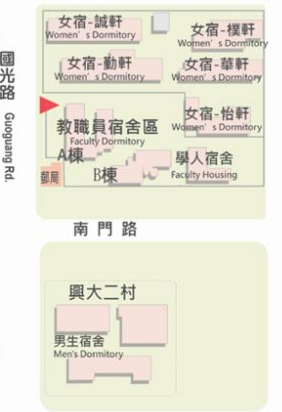 國光路 Guoguang Rd.
女宿-誠軒
Women's Dormitory
女宿-樸軒
Women's Dormitory
女宿-勤軒
Women's Dormitory
女宿-華軒
Women's Dormitory
女宿-怡軒
Women's Dormitory
教職員宿舍區
Faculty Dormitory
A棟
B棟
郵局
學人宿舍
Faculty Housing
南門路
興大二村
男生宿舍
Men's Dormitory